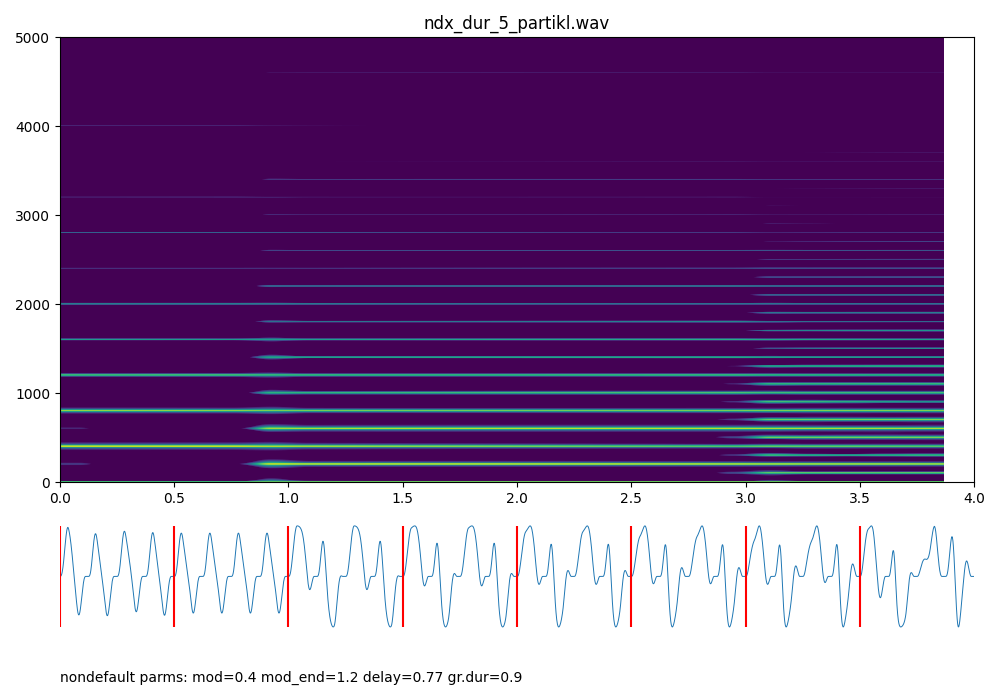 ndx_dur_5_partikl.wav
5000
4000
3000
2000
1000
0
0.0 0.5 1.0 1.5 2.0 2.5 3.0 3.5 4.0
nondefault parms: mod=0.4 mod_end=1.2 delay=0.77 gr.dur=0.9